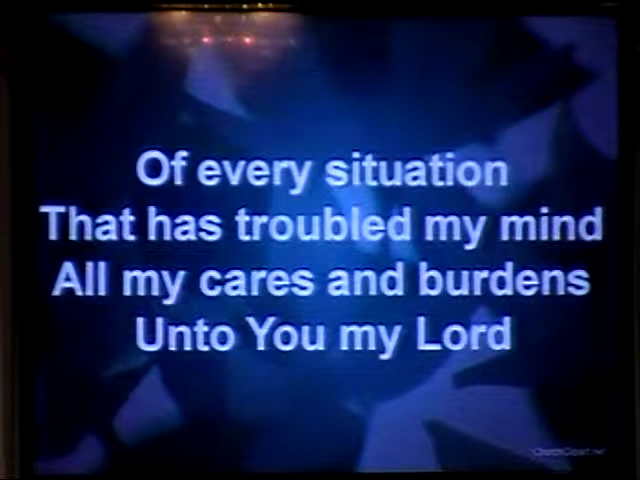 Of every situation
That has troubled my mind
All my cares and burdens
Unto You my Lord